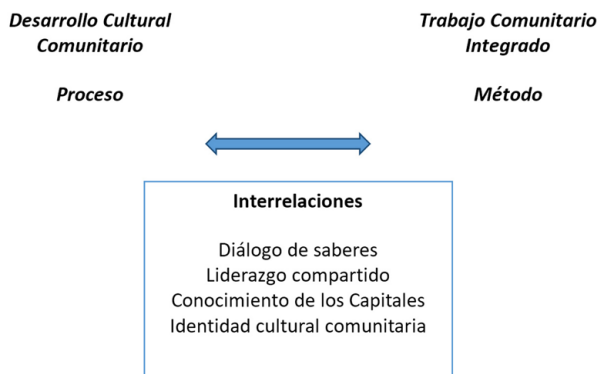 Desarrollo Cultural
Comunitario
Proceso
Trabajo Comunitario
Integrado
Método
Interrelaciones
Diálogo de saberes
Liderazgo compartido
Conocimiento de los Capitales
Identidad cultural comunitaria